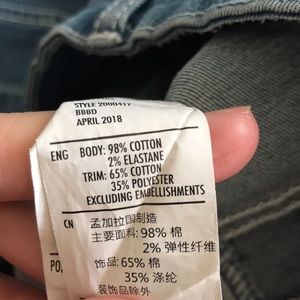 STYLE 2000417
BBBD
APRIL 2018
ENG BODY: 98% COTTON
2% ELASTANE
TRIM: 65% COTTON
35% POLYESTER
EXCLUDING EMBELLISHMENTS
CN 孟加拉国制造
主要面料: 98% 棉
2% 弹性纤维
饰品: 65% 棉
35% 涤纶
装饰品除外